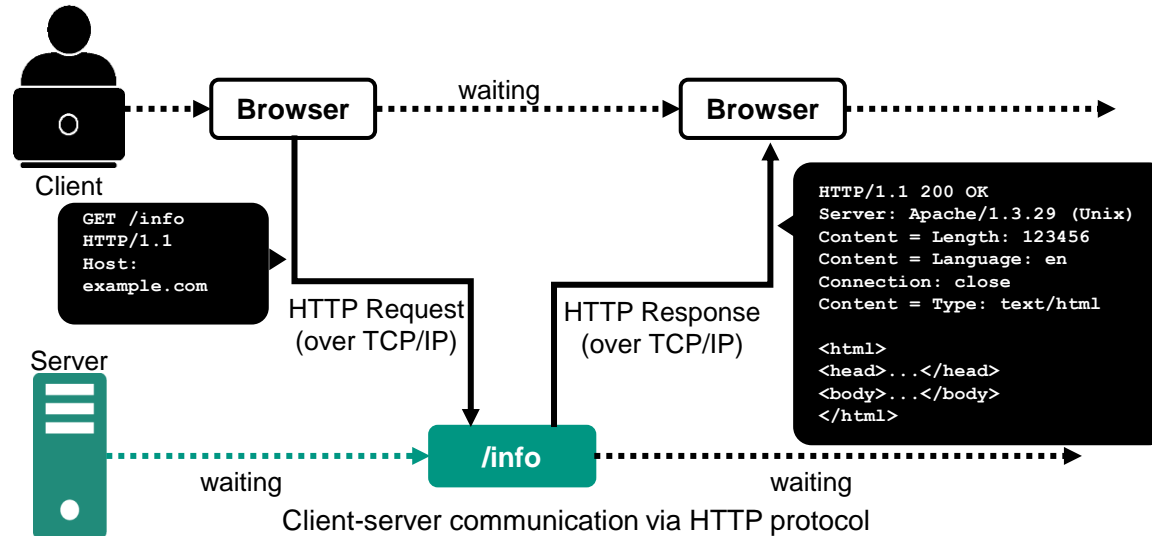 Browser
waiting
Browser
Client
GET /info
HTTP/1.1
Host:
example.com
HTTP Request
(over TCP/IP)
HTTP Response
(over TCP/IP)
HTTP/1.1 200 OK
Server: Apache/1.3.29 (Unix)
Content = Length: 123456
Content = Language: en
Connection: close
Content = Type: text/html
<html>
<head>...</head>
<body>...</body>
</html>
Server
/info
waiting
waiting
Client-server communication via HTTP protocol